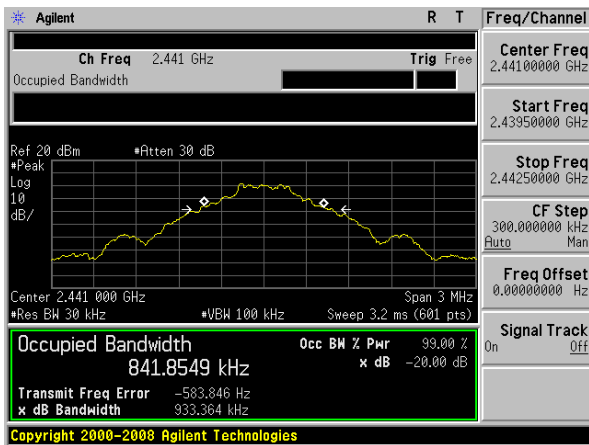 Agilent R T
Freq/Channel
Ch Freq 2.441 GHz Trig Free
Occupied Bandwidth
Center Freq
2.44100000 GHz
Start Freq
2.43950000 GHz
Stop Freq
2.44250000 GHz
CF Step
300.000000 kHz
Auto Man
Freq Offset
0.00000000 Hz
Signal Track
On Off
Ref 20 dBm #Atten 30 dB
#Peak
Log
10
dB/
Center 2.441 000 GHz Span 3 MHz
#Res BW 30 kHz #VBW 100 kHz Sweep 3.2 ms (601 pts)
Occupied Bandwidth Occ BW % Pwr 99.00 %
841.8549 kHz x dB -20.00 dB
Transmit Freq Error -583.846 Hz
x dB Bandwidth 933.364 kHz
Copyright 2000-2008 Agilent Technologies